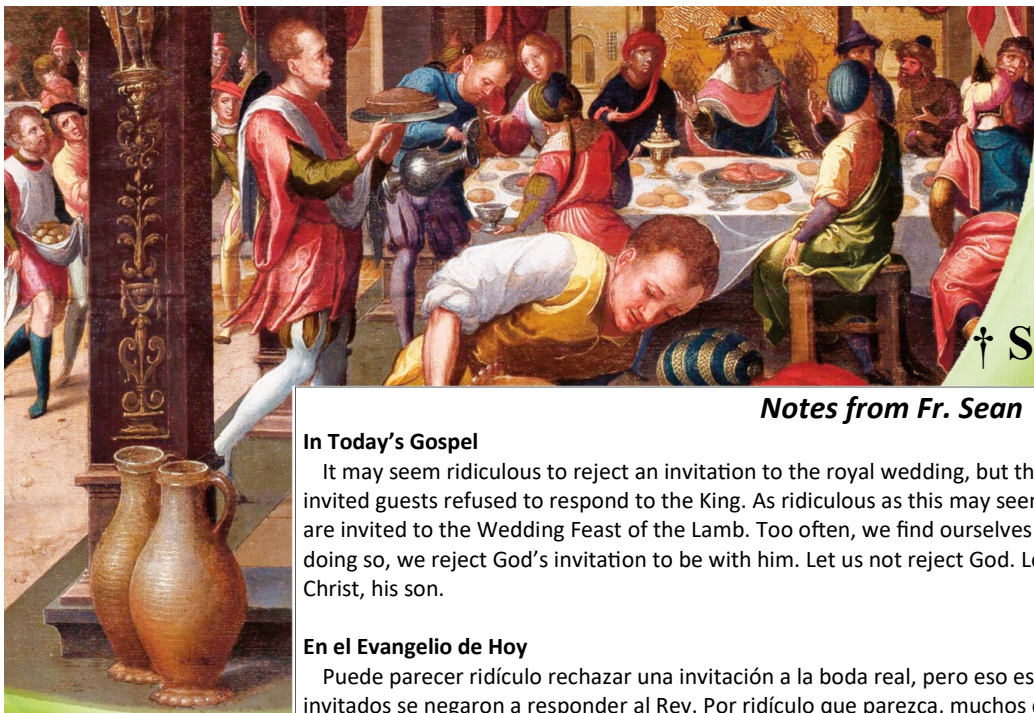 † S
Notes from Fr. Sean
In Today’s Gospel
It may seem ridiculous to reject an invitation to the royal wedding, but th
invited guests refused to respond to the King. As ridiculous as this may seem
are invited to the Wedding Feast of the Lamb. Too often, we find ourselves
doing so, we reject God’s invitation to be with him. Let us not reject God. Le
Christ, his son.
En el Evangelio de Hoy
Puede parecer ridículo rechazar una invitación a la boda real, pero eso es
invitados se negaron a responder al Rey. Por ridículo que parezca, muchos